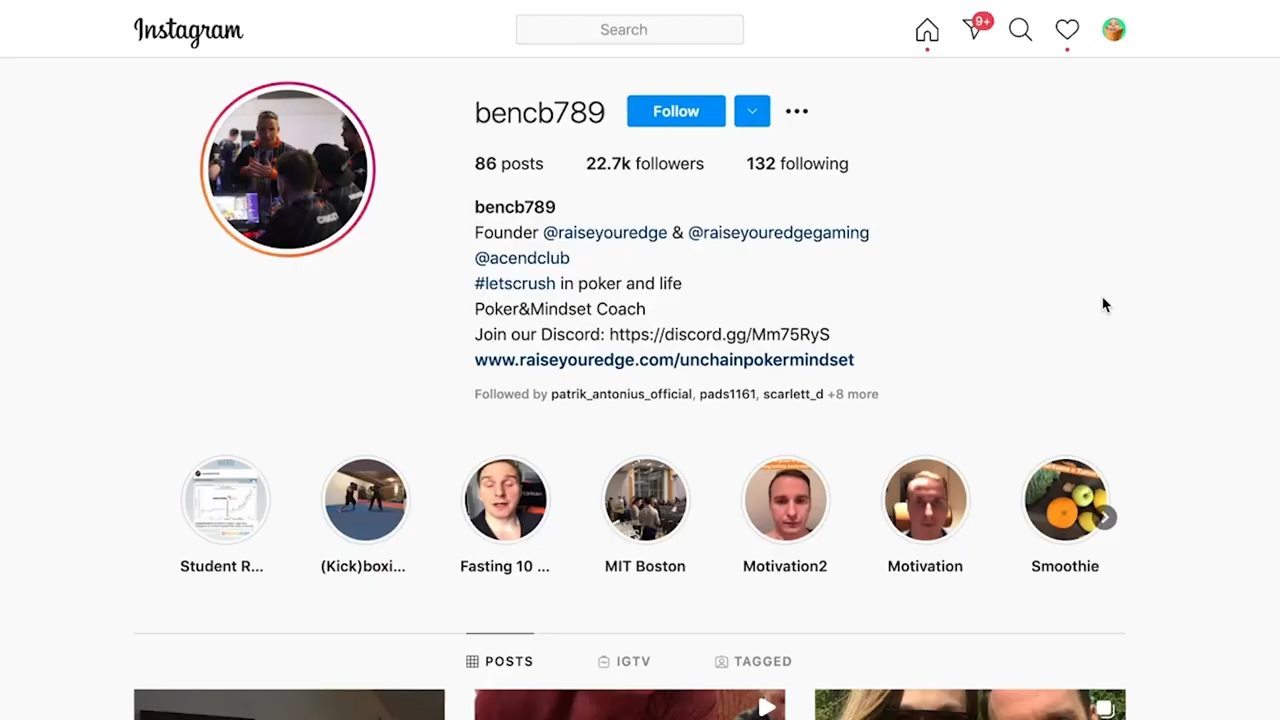 Instagram
Search
9+
bencb789
Follow
86 posts 22.7k followers 132 following
bencb789
Founder @raiseyouredge & @raiseyouredgegaming
@acendclub
#letscrush in poker and life
Poker&Mindset Coach
Join our Discord: https://discord.gg/Mm75RyS
www.raiseyouredge.com/unchainpokermindset
Followed by patrik_antonius_official, pads1161, scarlett_d +8 more
Student R... (Kick)boxi... Fasting 10 ... MIT Boston Motivation2 Motivation Smoothie
POSTS IGTV TAGGED